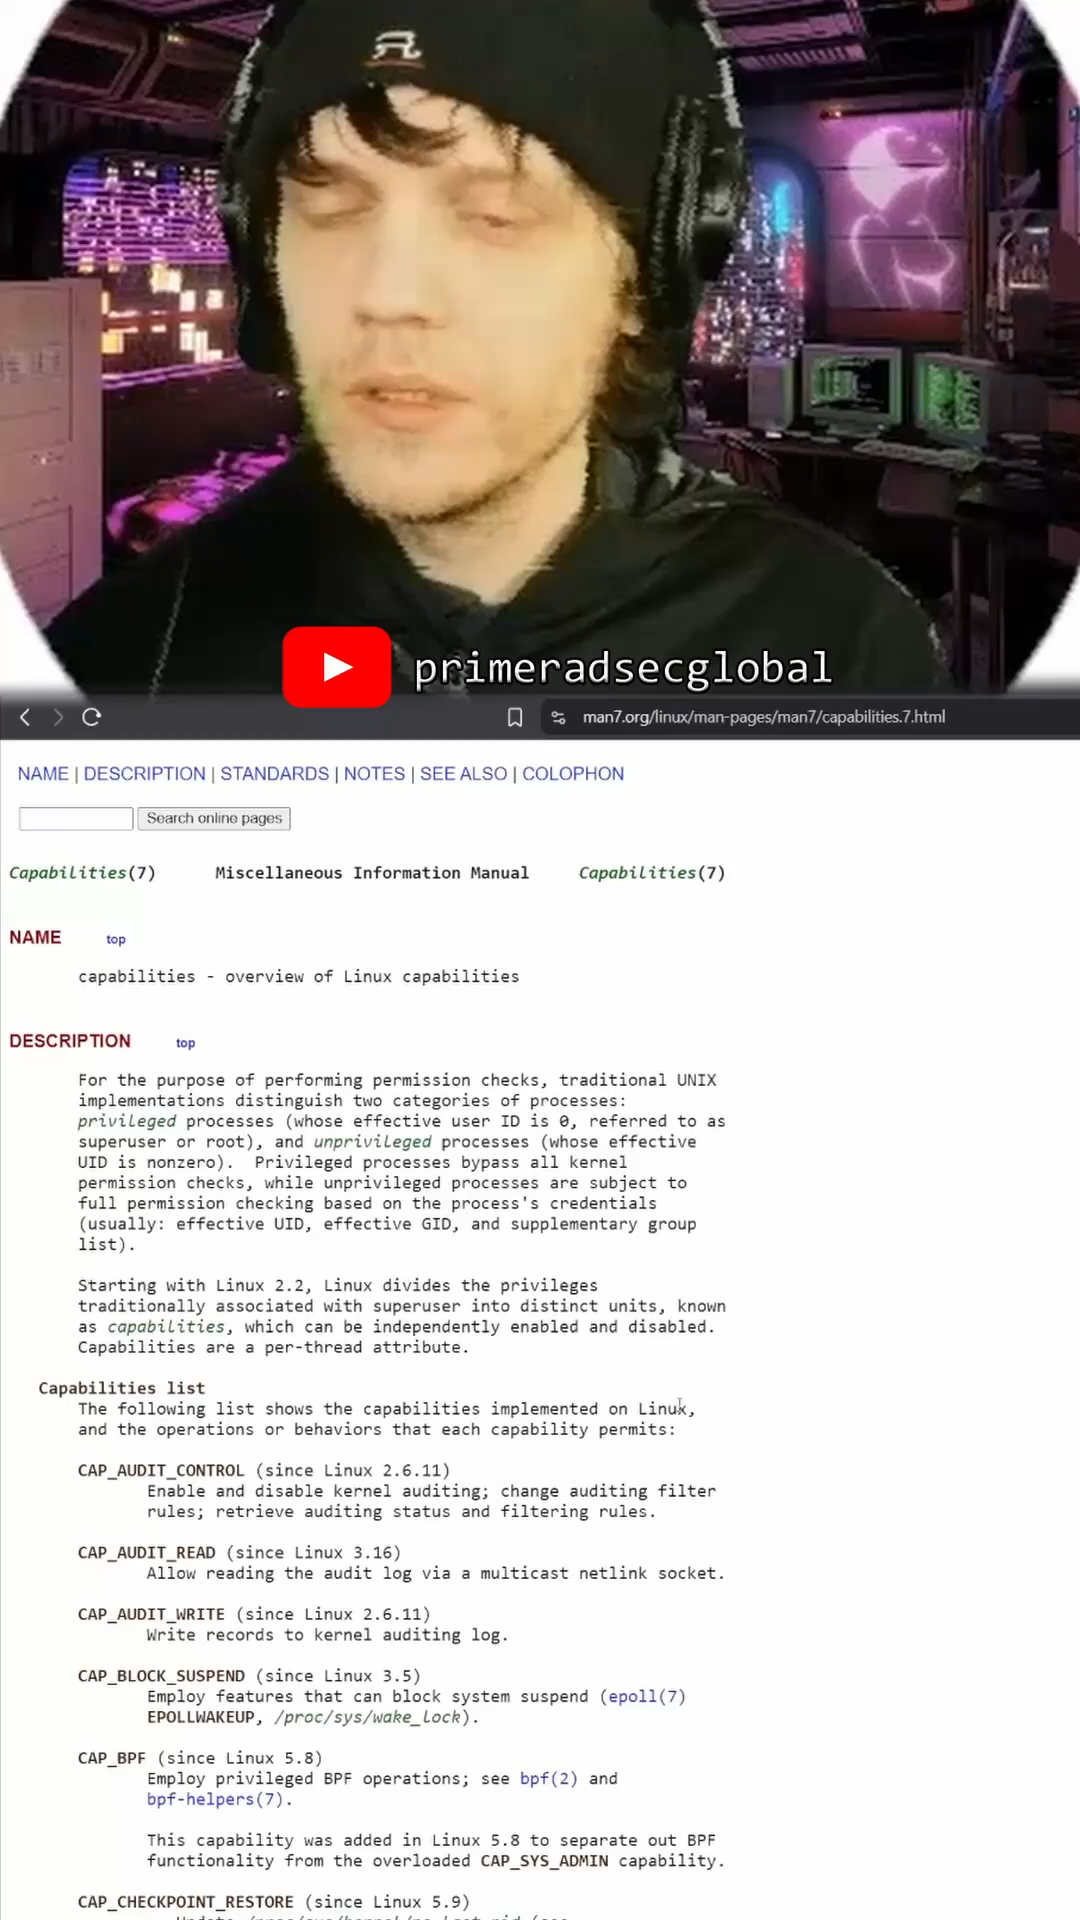 primeradsecglobal
man7.org/linux/man-pages/man7/capabilities.7.html
NAME | DESCRIPTION | STANDARDS | NOTES | SEE ALSO | COLOPHON
Search online pages
Capabilities(7) Miscellaneous Information Manual Capabilities(7)
NAME top
capabilities - overview of Linux capabilities
DESCRIPTION top
For the purpose of performing permission checks, traditional UNIX
implementations distinguish two categories of processes:
privileged processes (whose effective user ID is 0, referred to as
superuser or root), and unprivileged processes (whose effective
UID is nonzero). Privileged processes bypass all kernel
permission checks, while unprivileged processes are subject to
full permission checking based on the process's credentials
(usually: effective UID, effective GID, and supplementary group
list).
Starting with Linux 2.2, Linux divides the privileges
traditionally associated with superuser into distinct units, known
as capabilities, which can be independently enabled and disabled.
Capabilities are a per-thread attribute.
Capabilities list
The following list shows the capabilities implemented on Linux,
and the operations or behaviors that each capability permits:
CAP_AUDIT_CONTROL (since Linux 2.6.11)
Enable and disable kernel auditing; change auditing filter
rules; retrieve auditing status and filtering rules.
CAP_AUDIT_READ (since Linux 3.16)
Allow reading the audit log via a multicast netlink socket.
CAP_AUDIT_WRITE (since Linux 2.6.11)
Write records to kernel auditing log.
CAP_BLOCK_SUSPEND (since Linux 3.5)
Employ features that can block system suspend (epoll(7)
EPOLLWAKEUP, /proc/sys/wake_lock).
CAP_BPF (since Linux 5.8)
Employ privileged BPF operations; see bpf(2) and
bpf-helpers(7).
This capability was added in Linux 5.8 to separate out BPF
functionality from the overloaded CAP_SYS_ADMIN capability.
CAP_CHECKPOINT_RESTORE (since Linux 5.9)